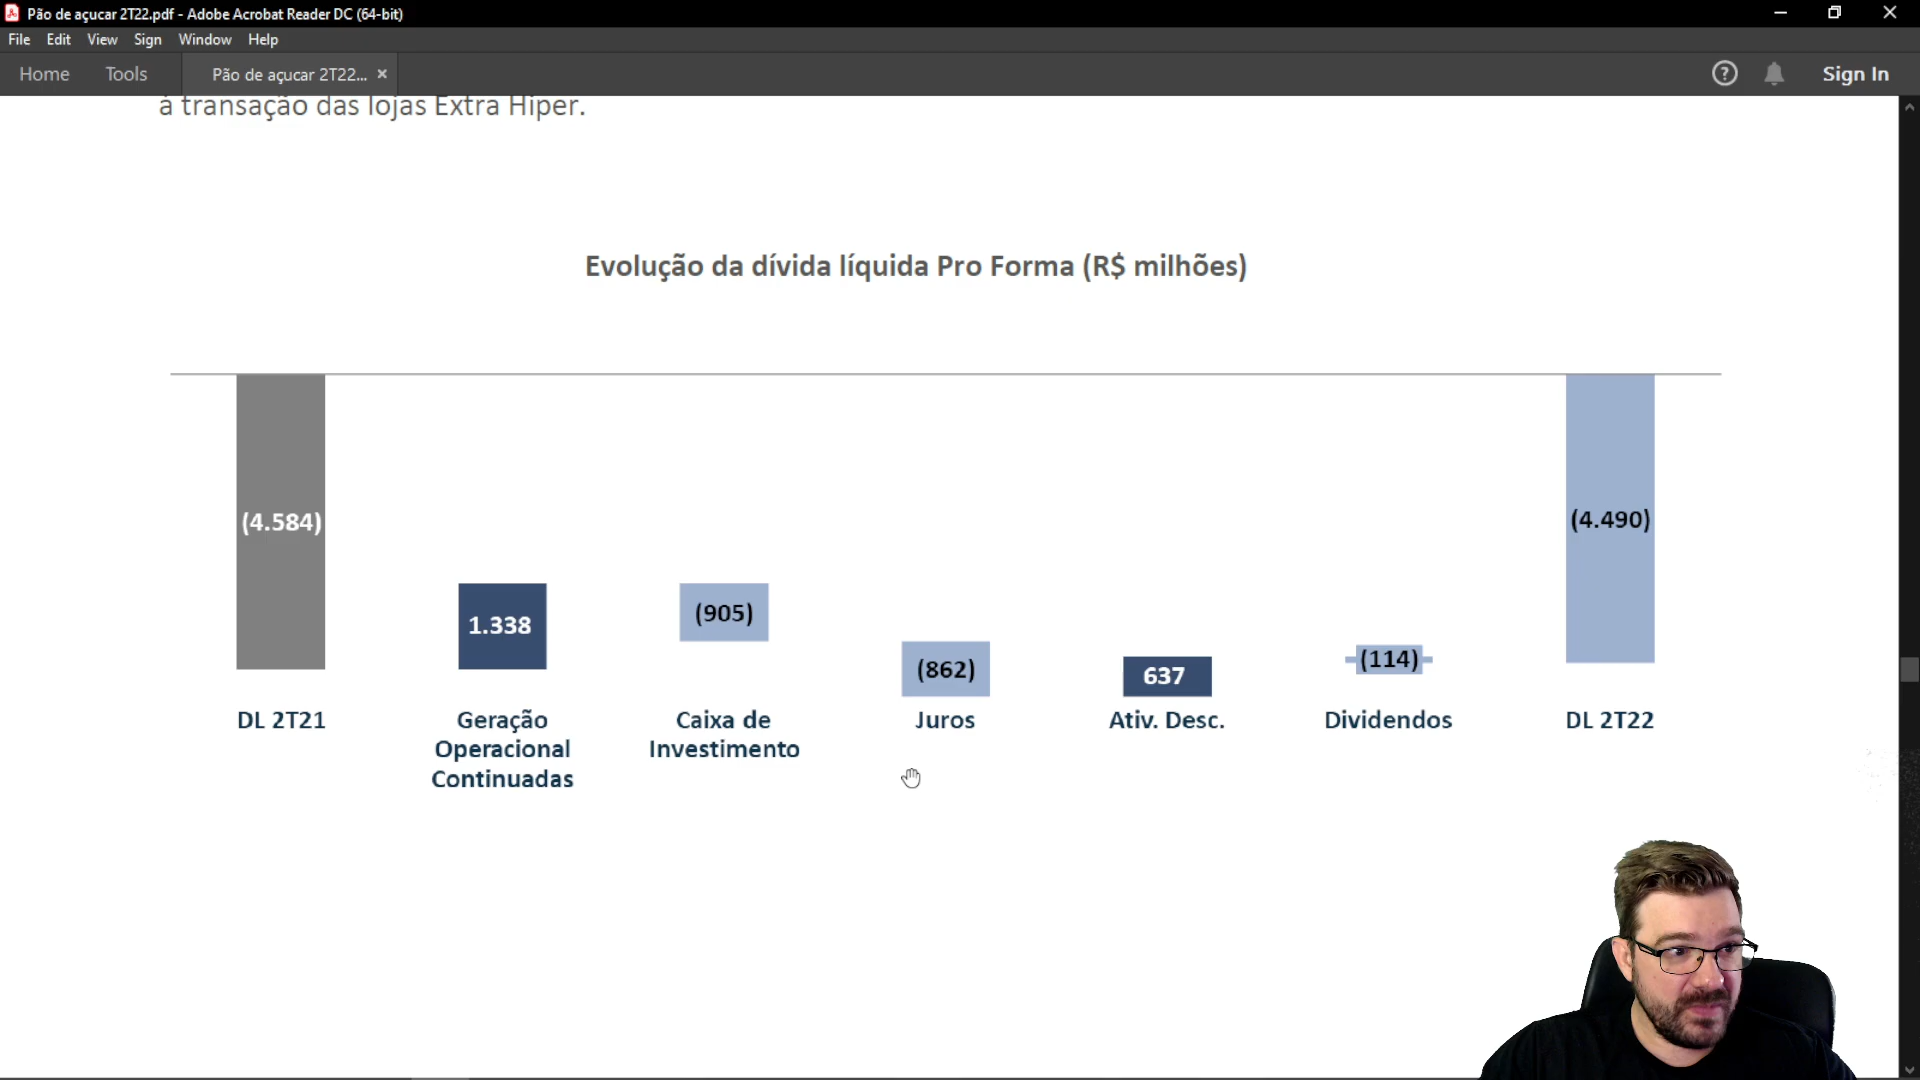 Pão de açucar 2T22.pdf - Adobe Acrobat Reader DC (64-bit)
File Edit View Sign Window Help
Home Tools Pão de açucar 2T22... × Sign In
à transação das lojas Extra Hiper.
Evolução da dívida líquida Pro Forma (R$ milhões)
(4.584)
1.338
(905)
(862)
637
(114)
(4.490)
DL 2T21
Geração
Operacional
Continuadas
Caixa de
Investimento
Juros
Ativ. Desc.
Dividendos
DL 2T22